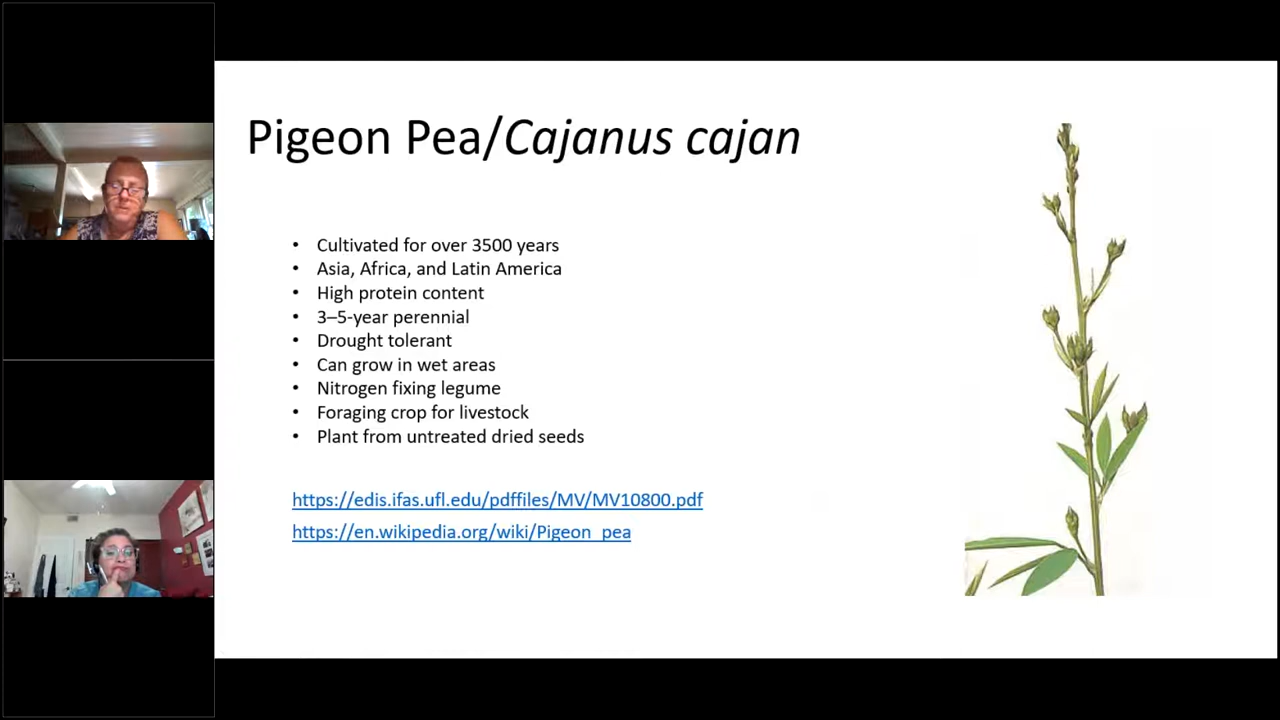 Pigeon Pea/Cajanus cajan
• Cultivated for over 3500 years
• Asia, Africa, and Latin America
• High protein content
• 3–5-year perennial
• Drought tolerant
• Can grow in wet areas
• Nitrogen fixing legume
• Foraging crop for livestock
• Plant from untreated dried seeds
https://edis.ifas.ufl.edu/pdffiles/MV/MV10800.pdf
https://en.wikipedia.org/wiki/Pigeon_pea